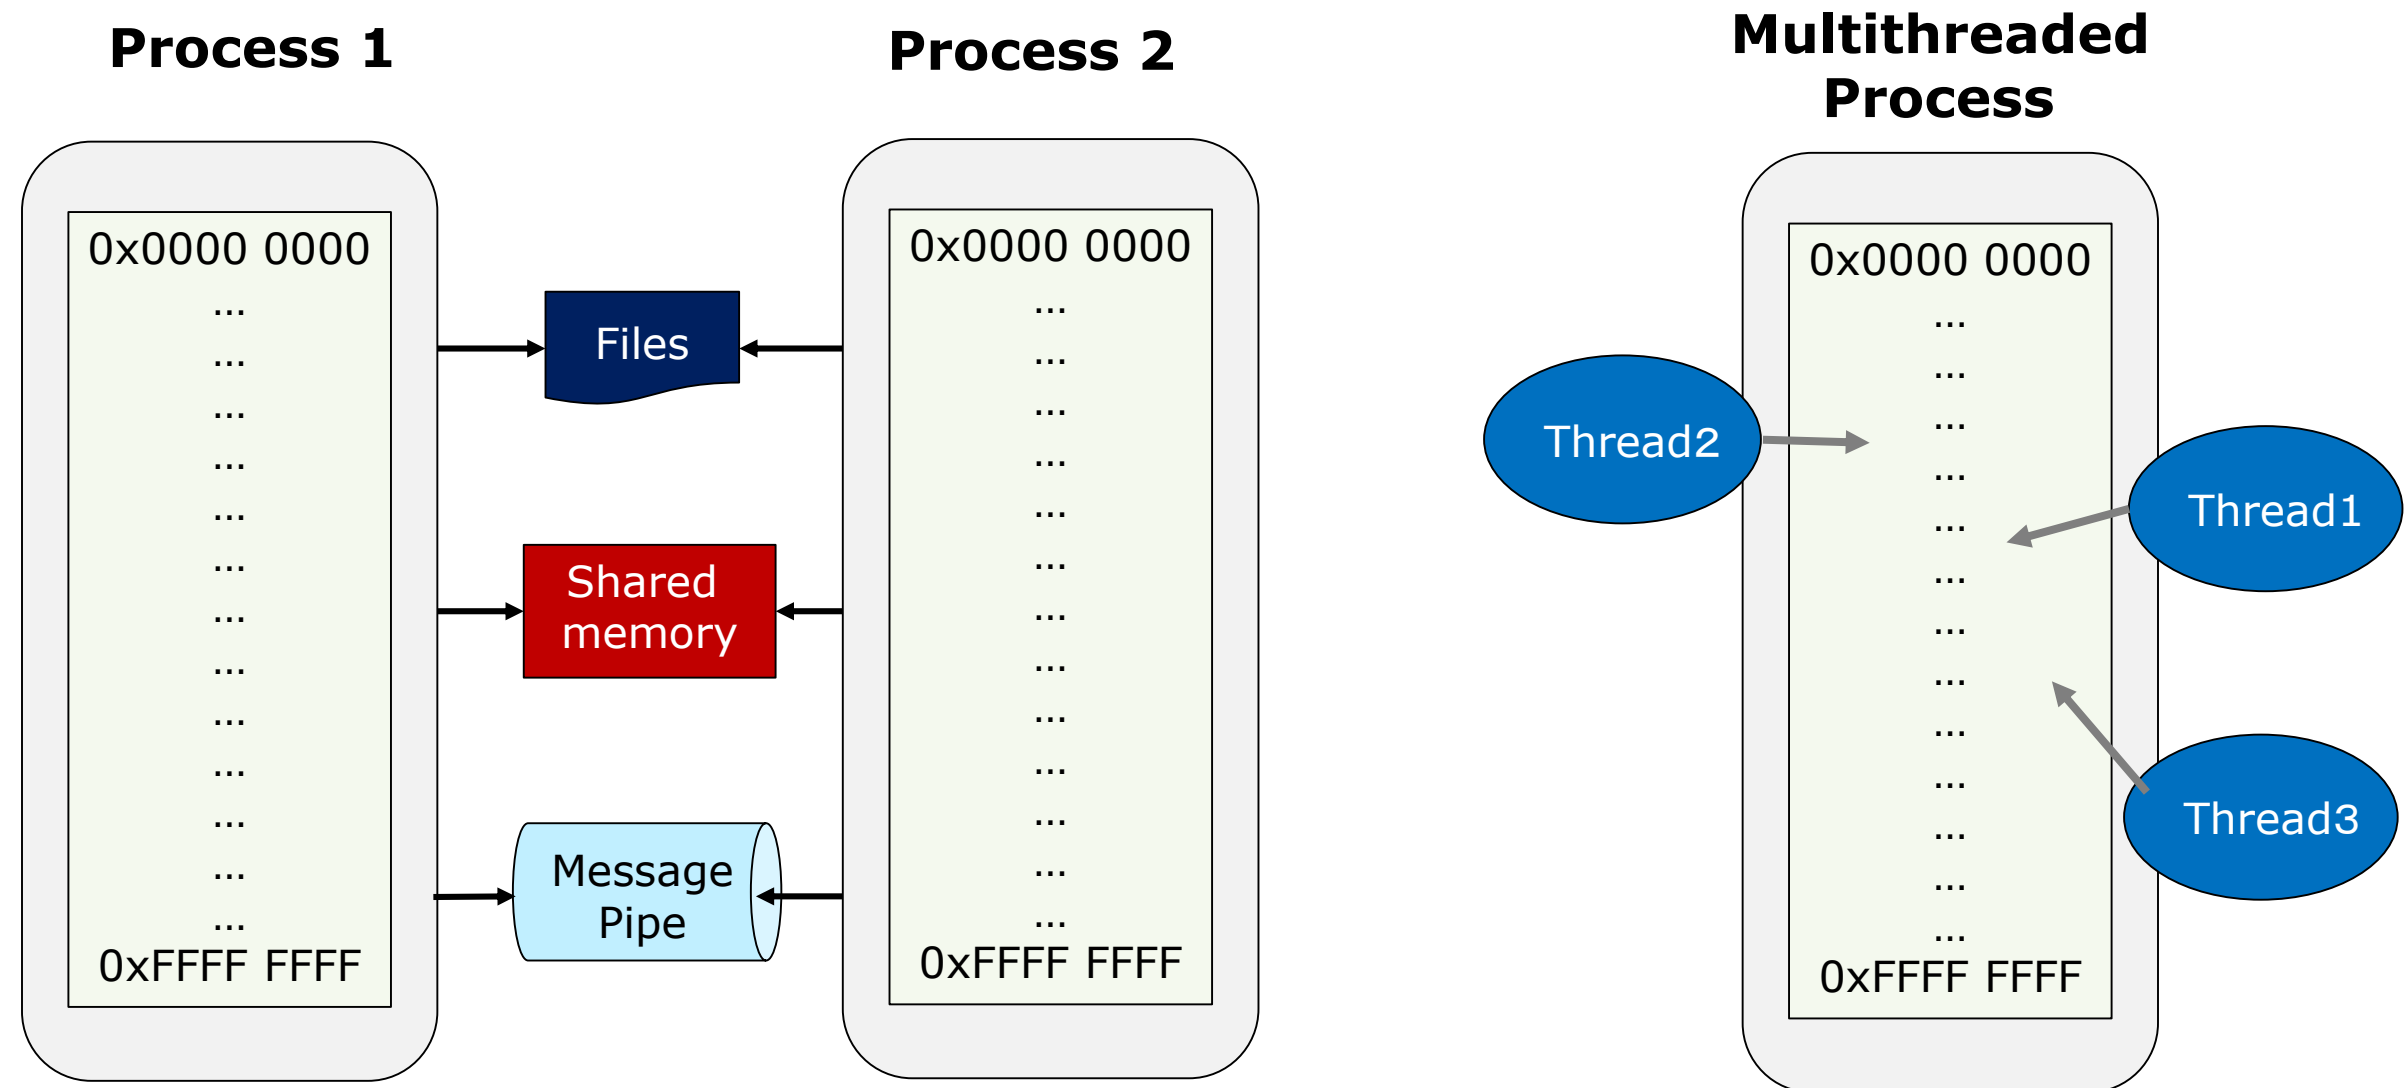 Process 1
0x0000 0000
...
...
...
...
...
...
...
...
...
...
...
...
...
0xFFFF FFFF
Files
Shared
memory
Message
Pipe
Process 2
0x0000 0000
...
...
...
...
...
...
...
...
...
...
...
...
...
0xFFFF FFFF
Multithreaded
Process
0x0000 0000
...
...
...
...
...
...
...
...
...
...
...
...
...
0xFFFF FFFF
Thread2
Thread1
Thread3